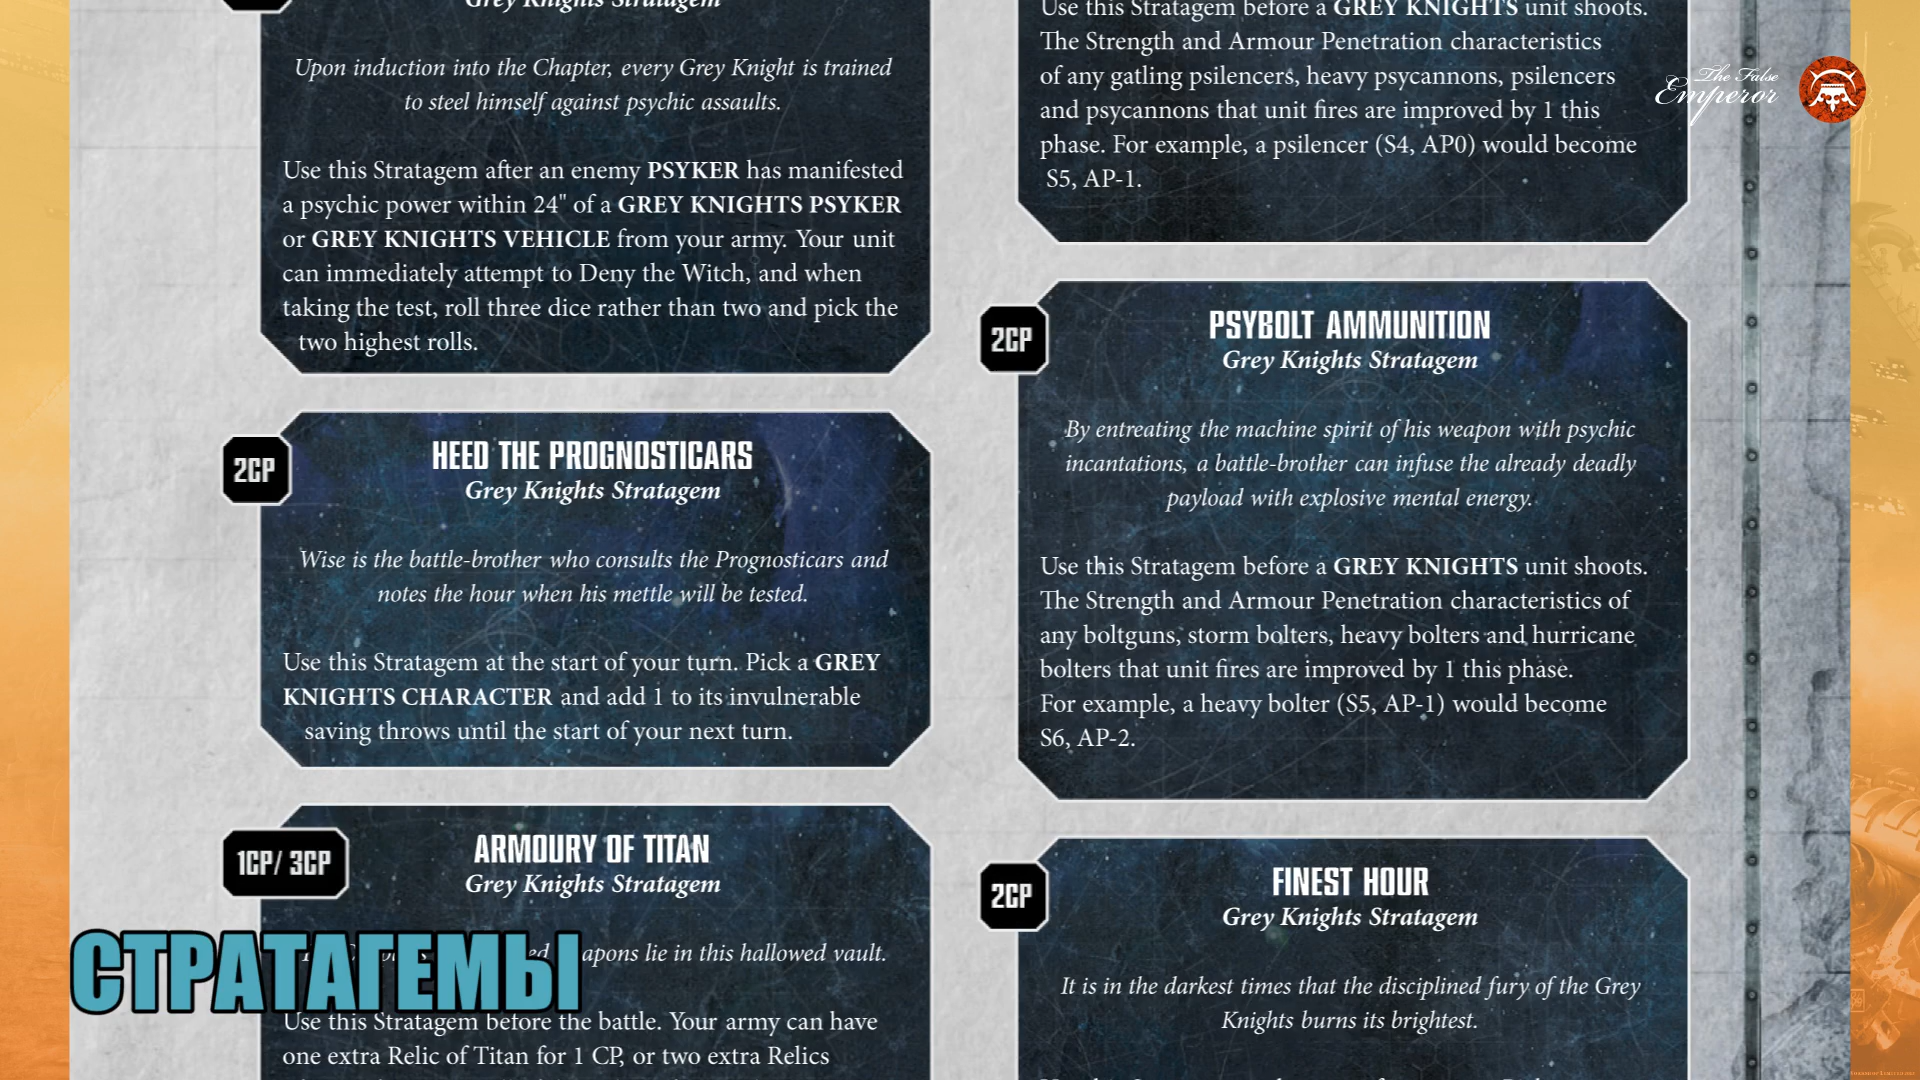 Grey Knights Stratagem
Upon induction into the Chapter, every Grey Knight is trained
to steel himself against psychic assaults.
Use this Stratagem after an enemy PSYKER has manifested
a psychic power within 24" of a GREY KNIGHTS PSYKER
or GREY KNIGHTS VEHICLE from your army. Your unit
can immediately attempt to Deny the Witch, and when
taking the test, roll three dice rather than two and pick the
two highest rolls.
2CP
HEED THE PROGNOSTICARS
Grey Knights Stratagem
Wise is the battle-brother who consults the Prognosticars and
notes the hour when his mettle will be tested.
Use this Stratagem at the start of your turn. Pick a GREY
KNIGHTS CHARACTER and add 1 to its invulnerable
saving throws until the start of your next turn.
1CP/ 3CP
ARMOURY OF TITAN
Grey Knights Stratagem
lie in this hallowed vault.
Use this Stratagem before the battle. Your army can have
one extra Relic of Titan for 1 CP, or two extra Relics
СТРАТАГЕМЫ
Use this Stratagem before a GREY KNIGHTS unit shoots.
The Strength and Armour Penetration characteristics
of any gatling psilencers, heavy psycannons, psilencers
and psycannons that unit fires are improved by 1 this
phase. For example, a psilencer (S4, AP0) would become
S5, AP-1.
2CP
PSYBOLT AMMUNITION
Grey Knights Stratagem
By entreating the machine spirit of his weapon with psychic
incantations, a battle-brother can infuse the already deadly
payload with explosive mental energy.
Use this Stratagem before a GREY KNIGHTS unit shoots.
The Strength and Armour Penetration characteristics of
any boltguns, storm bolters, heavy bolters and hurricane
bolters that unit fires are improved by 1 this phase.
For example, a heavy bolter (S5, AP-1) would become
S6, AP-2.
2CP
FINEST HOUR
Grey Knights Stratagem
It is in the darkest times that the disciplined fury of the Grey
Knights burns its brightest.
The False
Emperor